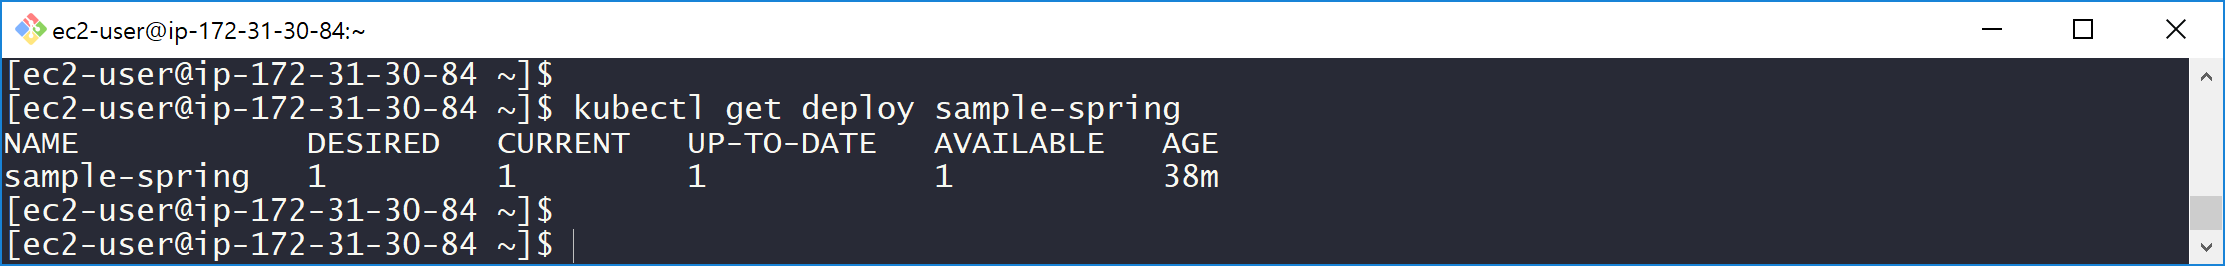 ec2-user@ip-172-31-30-84:~
[ec2-user@ip-172-31-30-84 ~]$
[ec2-user@ip-172-31-30-84 ~]$ kubectl get deploy sample-spring
NAME            DESIRED   CURRENT   UP-TO-DATE   AVAILABLE   AGE
sample-spring   1         1         1            1           38m
[ec2-user@ip-172-31-30-84 ~]$
[ec2-user@ip-172-31-30-84 ~]$